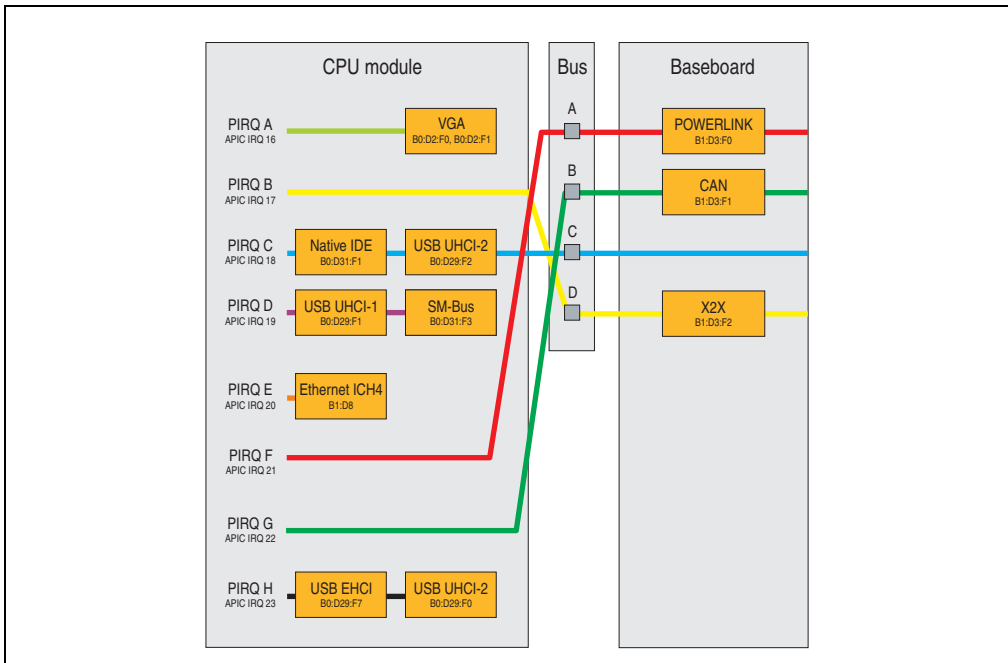 CPU module
Bus
Baseboard
A
PIRQ A
APIC IRQ 16
VGA
B0:D2:F0, B0:D2:F1
POWERLINK
B1:D3:F0
B
PIRQ B
APIC IRQ 17
CAN
B1:D3:F1
C
PIRQ C
APIC IRQ 18
Native IDE
B0:D31:F1
USB UHCI-2
B0:D29:F2
D
PIRQ D
APIC IRQ 19
USB UHCI-1
B0:D29:F1
SM-Bus
B0:D31:F3
X2X
B1:D3:F2
PIRQ E
APIC IRQ 20
Ethernet ICH4
B1:D8
PIRQ F
APIC IRQ 21
PIRQ G
APIC IRQ 22
PIRQ H
APIC IRQ 23
USB EHCI
B0:D29:F7
USB UHCI-2
B0:D29:F0